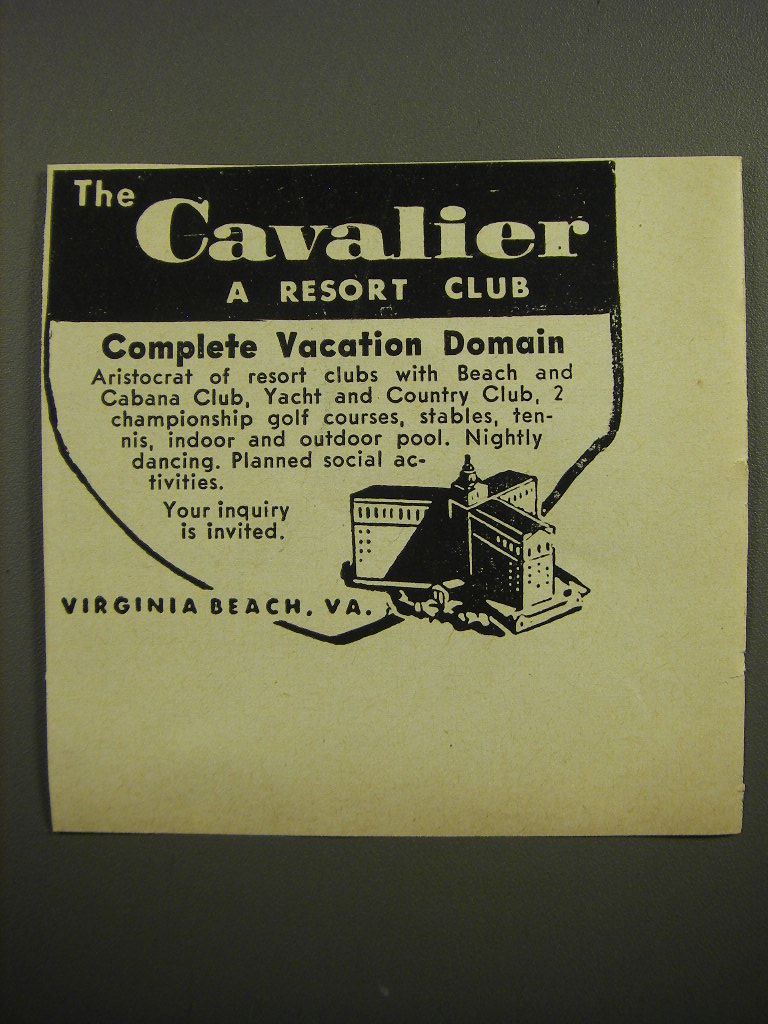 The
Cavalier
A RESORT CLUB
Complete Vacation Domain
Aristocrat of resort clubs with Beach and
Cabana Club, Yacht and Country Club, 2
championship golf courses, stables, ten-
nis, indoor and outdoor pool. Nightly
dancing. Planned social ac-
tivities.
Your inquiry
is invited.
VIRGINIA BEACH, VA.